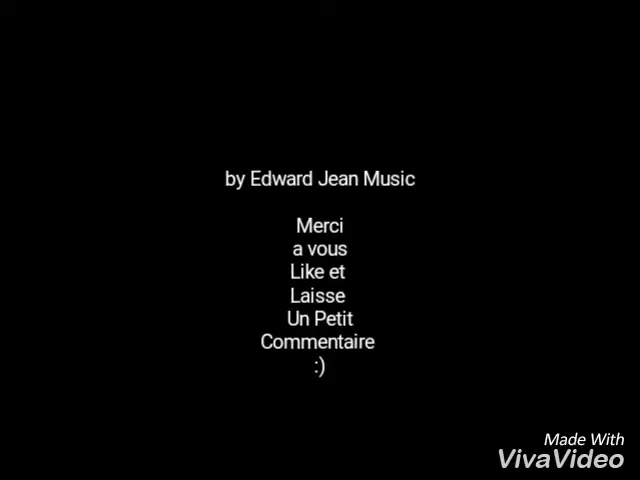 by Edward Jean Music
Merci
a vous
Like et
Laisse
Un Petit
Commentaire
:)
Made With
VivaVideo